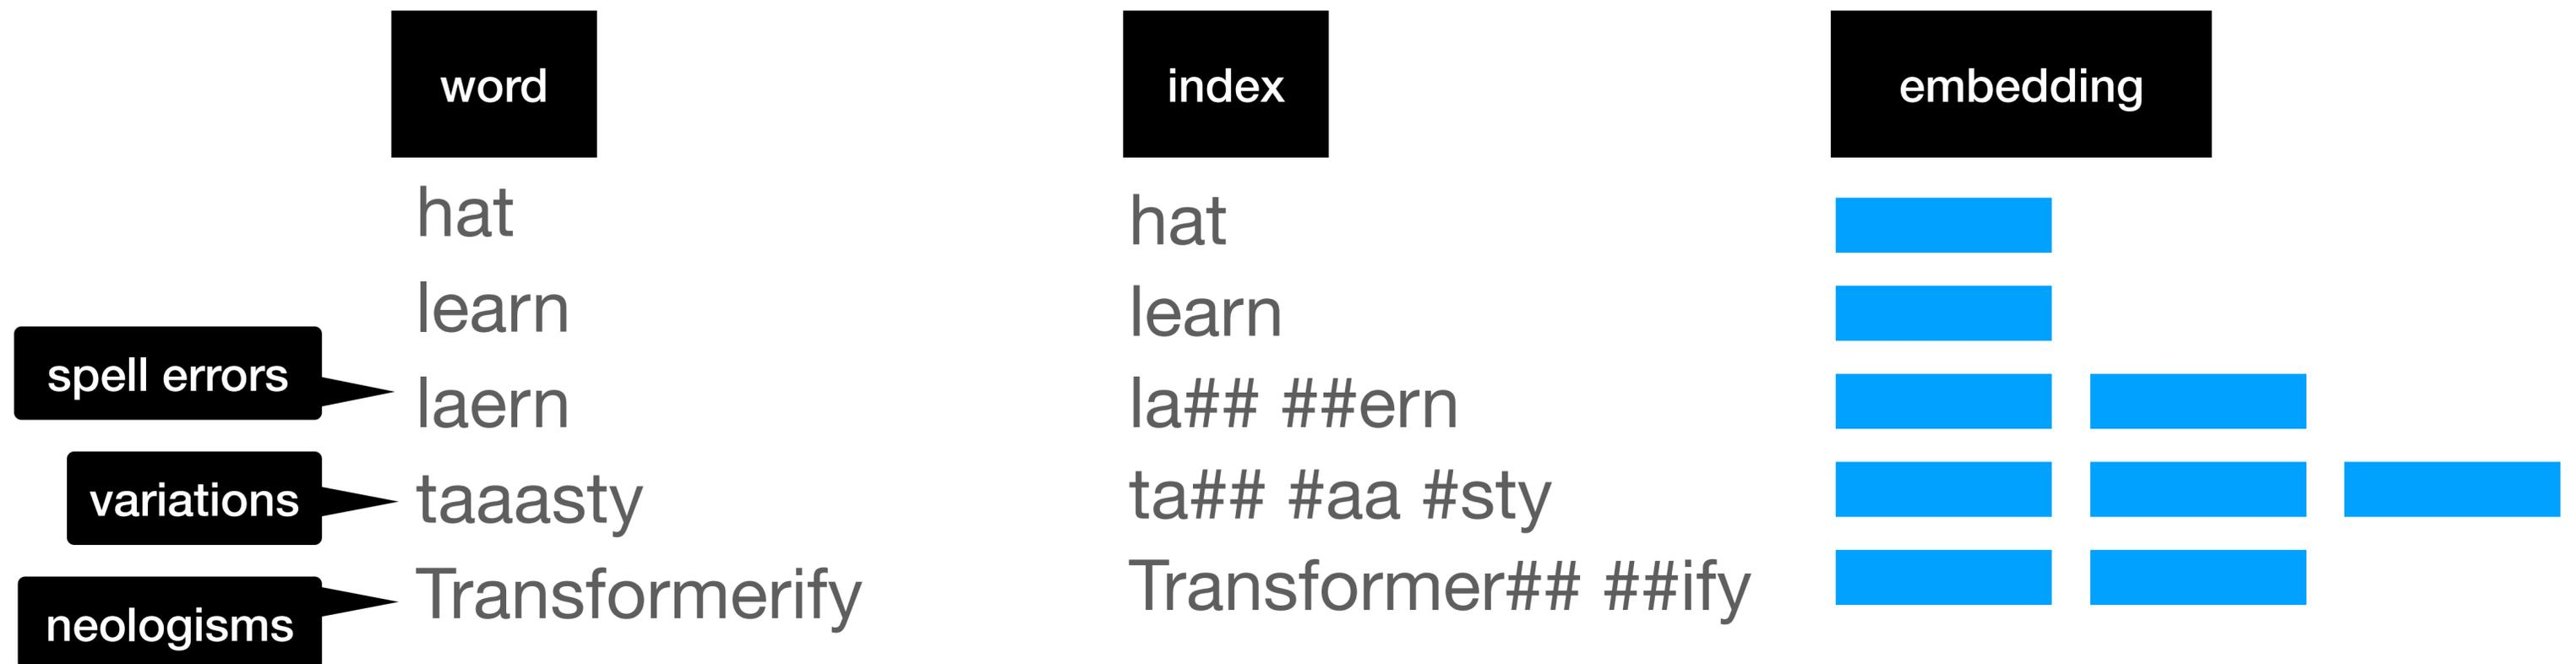 word index embedding
hat hat
learn learn
spell errors laern la## ##ern
variations taaasty ta## #aa #sty
neologisms Transformerify Transformer## ##ify